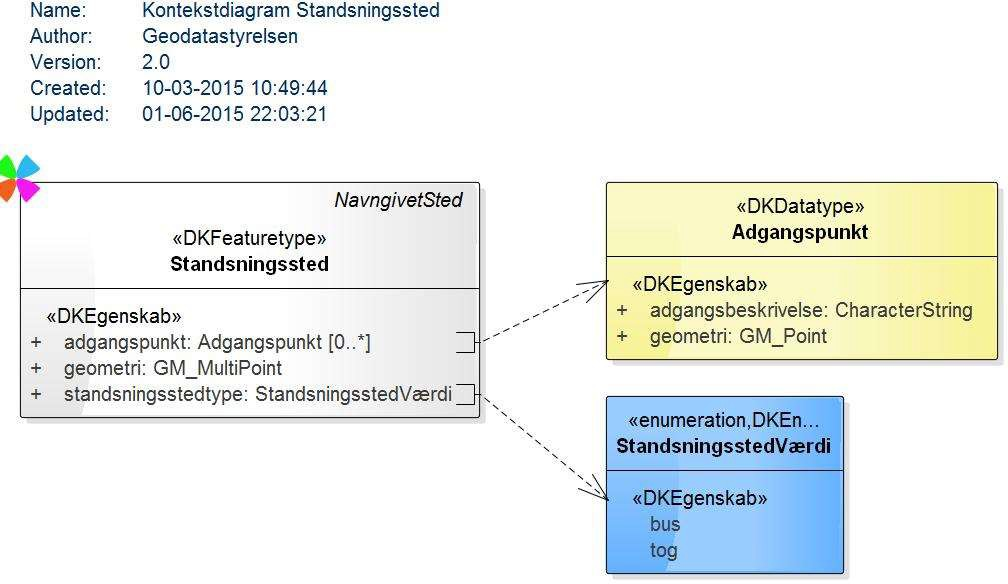 Name: Kontekstdiagram Standsningssted
Author: Geodatastyrelsen
Version: 2.0
Created: 10-03-2015 10:49:44
Updated: 01-06-2015 22:03:21
NavngivetSted
«DKFeaturetype»
Standsningssted
«DKEgenskab»
+ adgangspunkt: Adgangspunkt [0..*]
+ geometri: GM_MultiPoint
+ standsningsstedtype: StandsningsstedVærdi
«DKDatatype»
Adgangspunkt
«DKEgenskab»
+ adgangsbeskrivelse: CharacterString
+ geometri: GM_Point
«enumeration,DKEn...
StandsningsstedVærdi
«DKEgenskab»
bus
tog